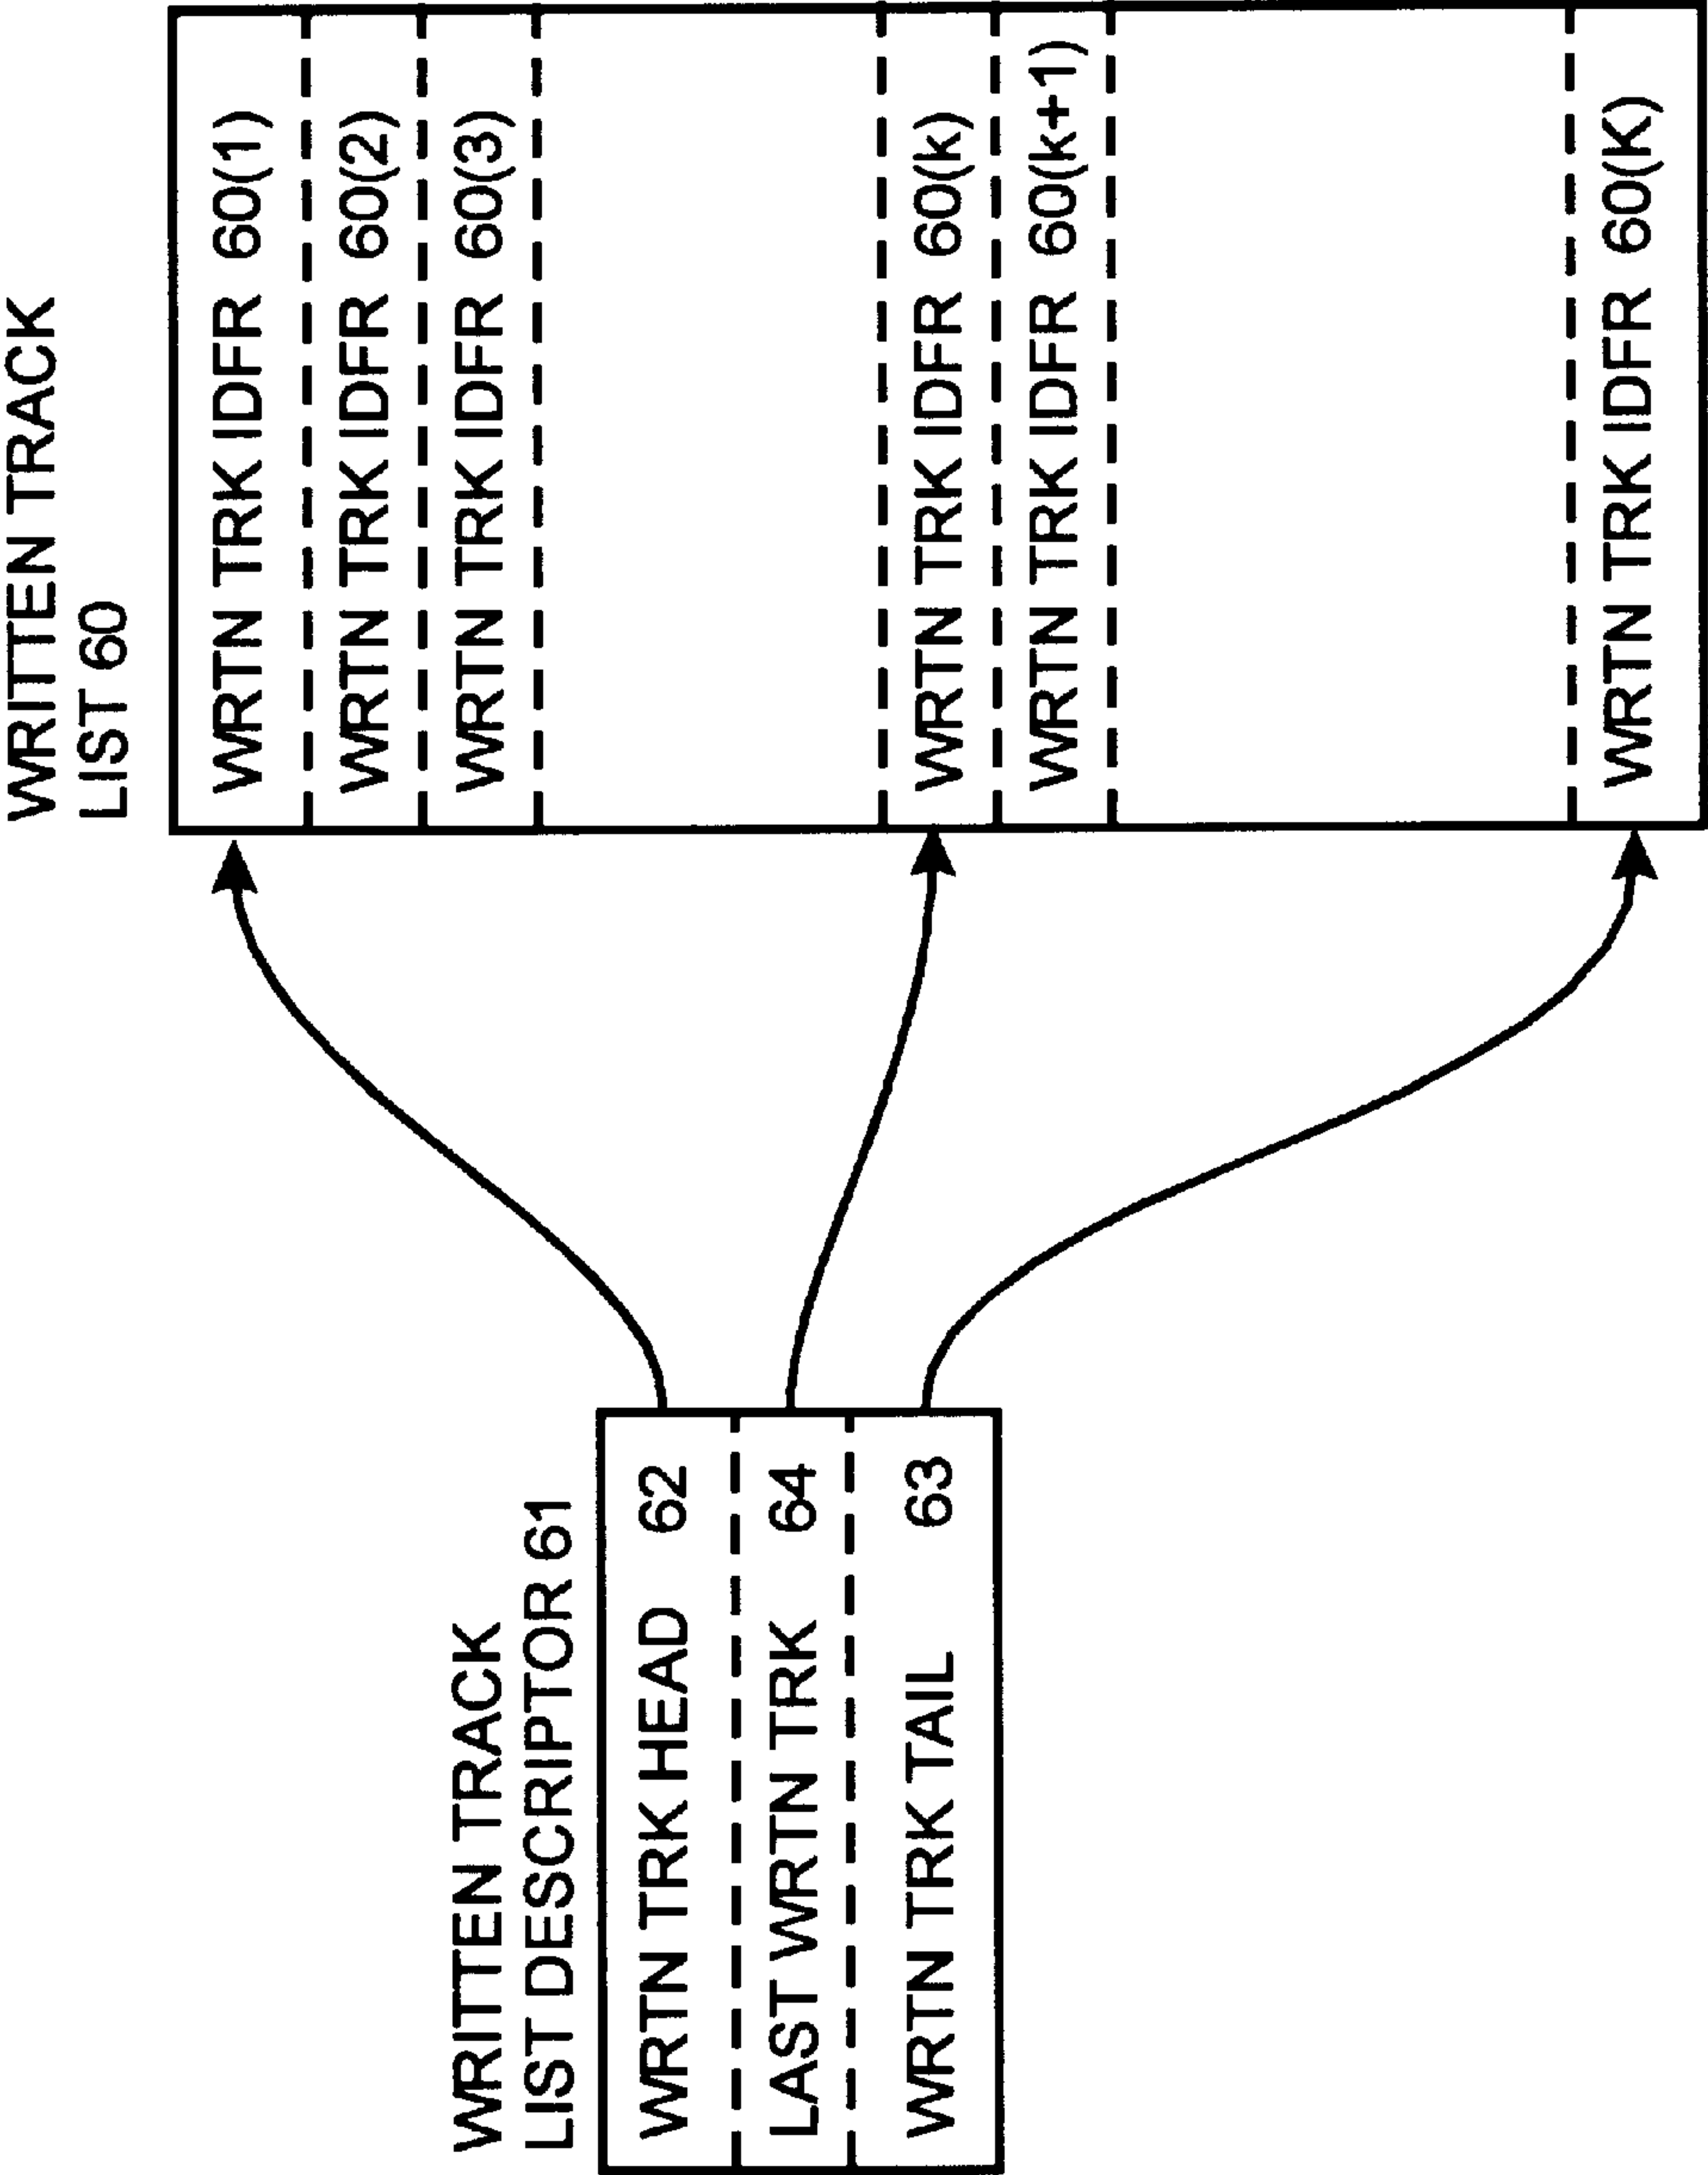 WRITTEN TRACK
LIST DESCRIPTOR 61
WRTN TRK HEAD 62
LAST WRTN TRK 64
WRTN TRK TAIL 63
WRITTEN TRACK
LIST 60
WRTN TRK IDFR 60(1)
WRTN TRK IDFR 60(2)
WRTN TRK IDFR 60(3)
WRTN TRK IDFR 60(k)
WRTN TRK IDFR 60(k+1)
WRTN TRK IDFR 60(K)